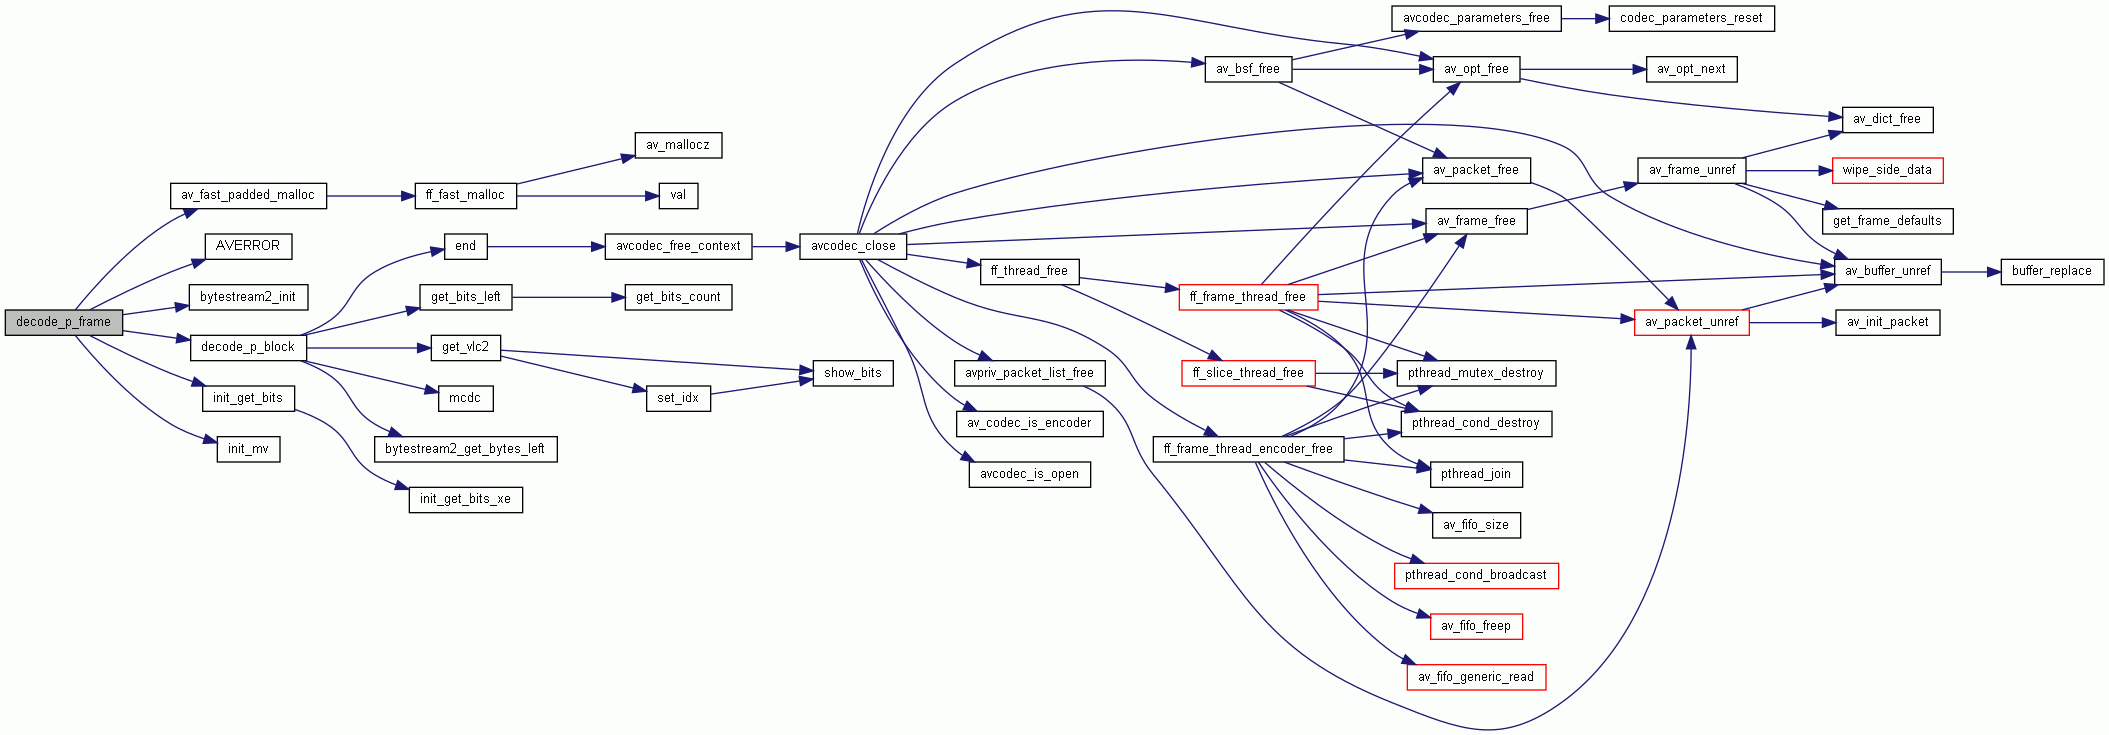 decode_p_frame
av_fast_padded_malloc
AVERROR
bytestream2_init
decode_p_block
init_get_bits
init_mv
ff_fast_malloc
end
get_bits_left
get_vlc2
mcdc
bytestream2_get_bytes_left
init_get_bits_xe
av_mallocz
val
avcodec_free_context
get_bits_count
set_idx
show_bits
avcodec_close
ff_thread_free
avpriv_packet_list_free
av_codec_is_encoder
avcodec_is_open
av_bsf_free
ff_frame_thread_free
ff_slice_thread_free
ff_frame_thread_encoder_free
avcodec_parameters_free
av_opt_free
av_packet_free
av_frame_free
pthread_mutex_destroy
pthread_cond_destroy
pthread_join
av_fifo_size
pthread_cond_broadcast
av_fifo_freep
av_fifo_generic_read
codec_parameters_reset
av_opt_next
av_frame_unref
av_packet_unref
av_dict_free
wipe_side_data
get_frame_defaults
av_buffer_unref
av_init_packet
buffer_replace